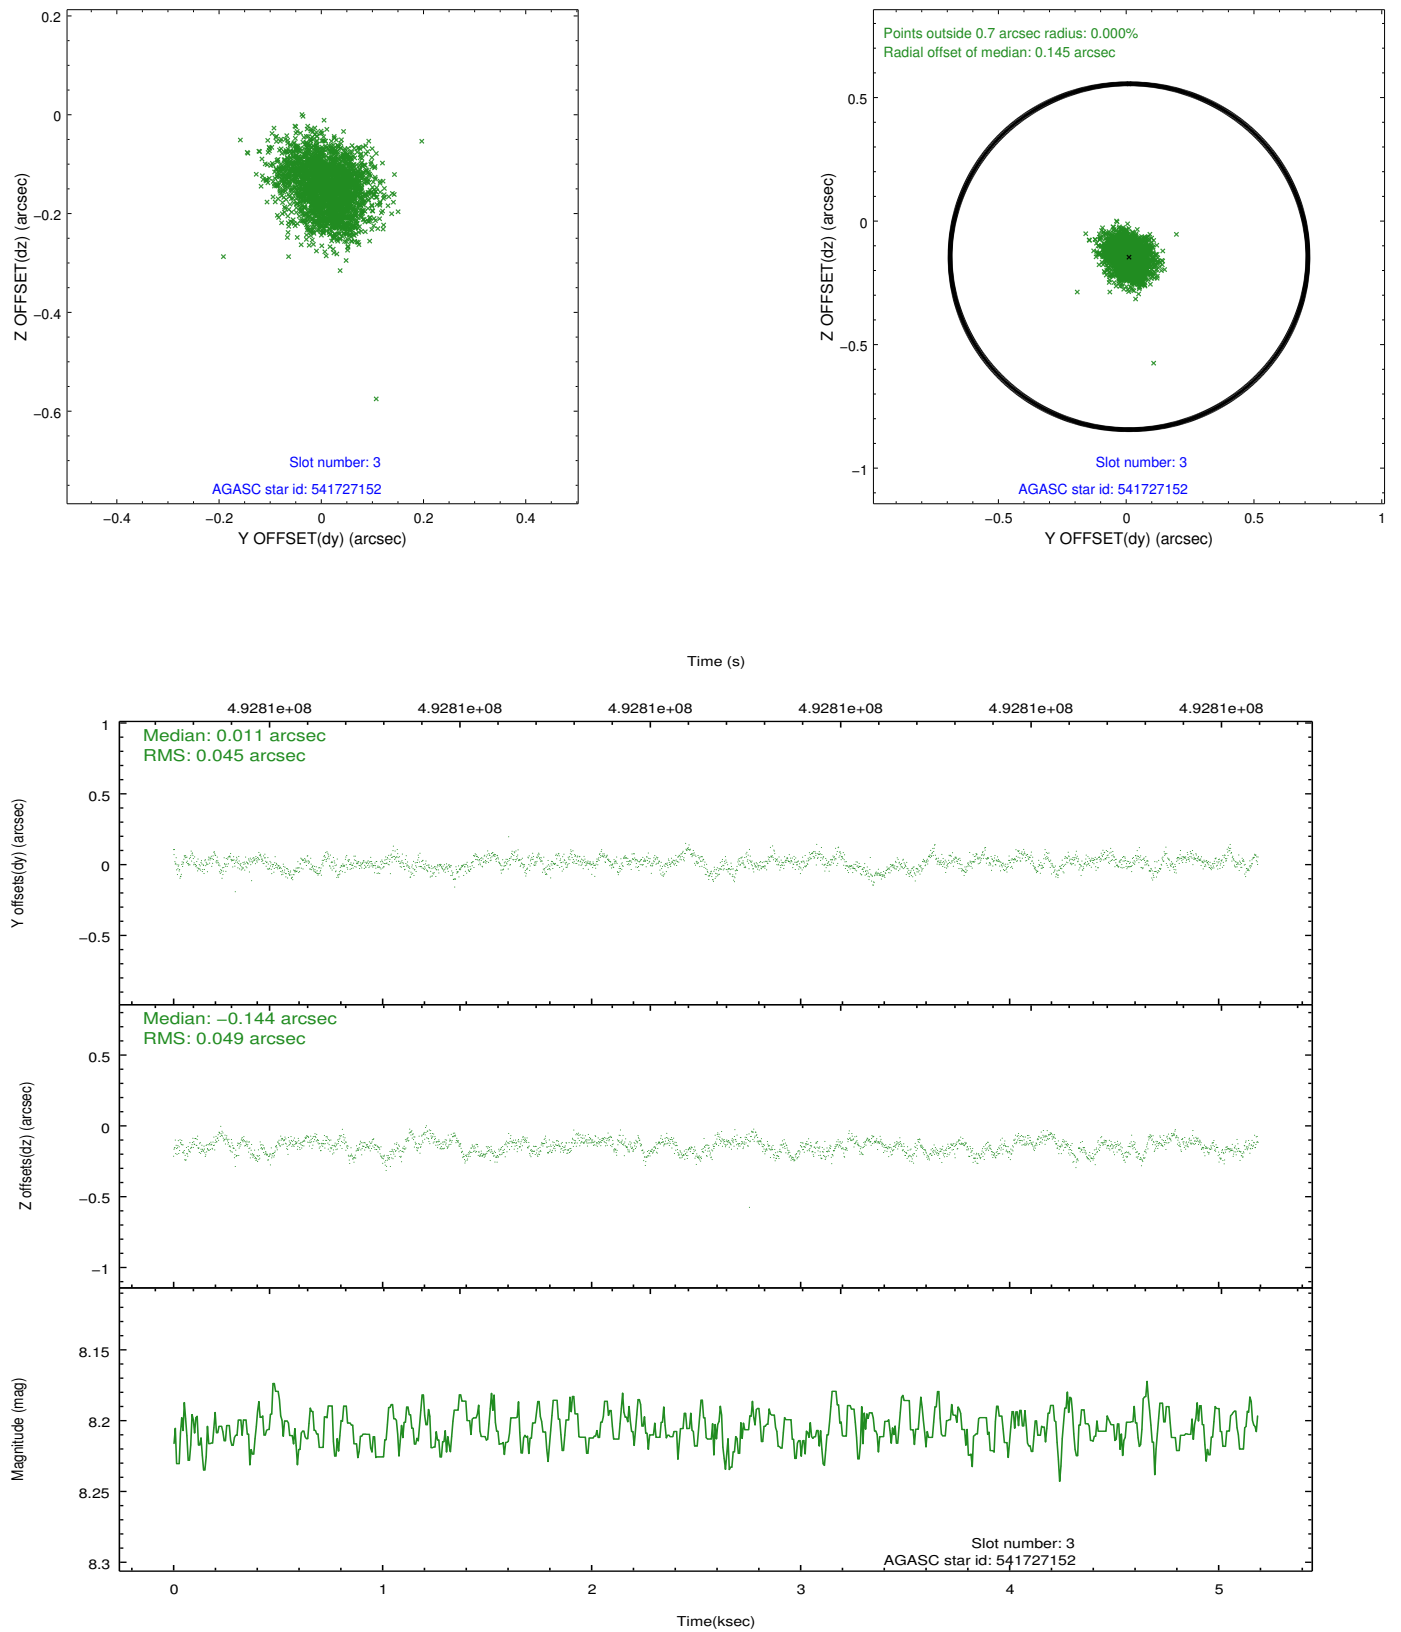 0.2
0
−0.2
−0.4
−0.6
Z OFFSET(dz) (arcsec)
Slot number: 3
AGASC star id: 541727152
−0.4 −0.2 0 0.2 0.4
Y OFFSET(dy) (arcsec)
Points outside 0.7 arcsec radius: 0.000%
Radial offset of median: 0.145 arcsec
0.5
0
−0.5
−1
Z OFFSET(dz) (arcsec)
Slot number: 3
AGASC star id: 541727152
−0.5 0 0.5 1
Y OFFSET(dy) (arcsec)
Time (s)
4.9281e+08 4.9281e+08 4.9281e+08 4.9281e+08 4.9281e+08 4.9281e+08
Median: 0.011 arcsec
RMS: 0.045 arcsec
1
0.5
0
−0.5
Y offsets(dy) (arcsec)
Median: −0.144 arcsec
RMS: 0.049 arcsec
0.5
0
−0.5
−1
Z offsets(dz) (arcsec)
8.15
8.2
8.25
8.3
Magnitude (mag)
Slot number: 3
AGASC star id: 541727152
0 1 2 3 4 5
Time(ksec)